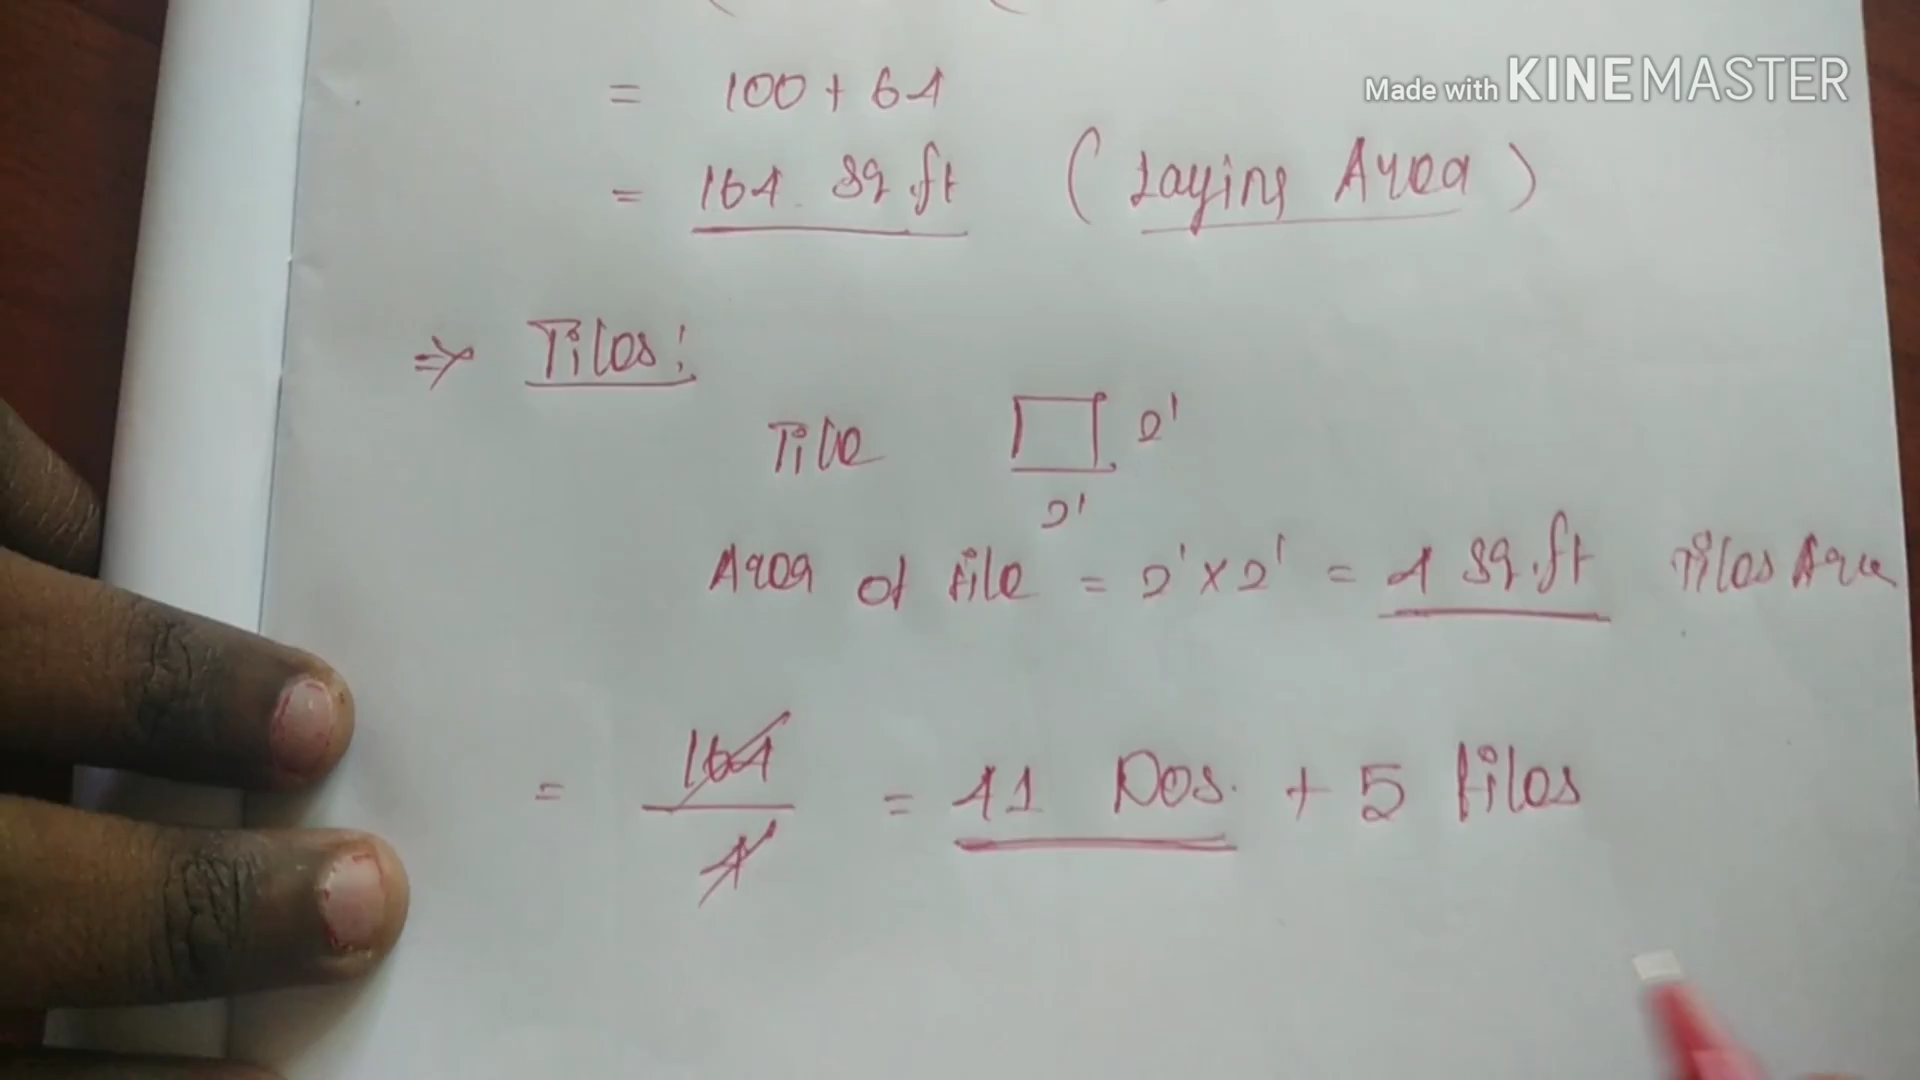 Made with KINEMASTER
= 100 + 64
= 164 sq.ft (Laying Area)
⇒ Tiles:
Tile 2'
2'
Area of tile = 2' x 2' = 4 sq.ft Tiles Area
= 164 / 4 = 41 Nos. + 5 tiles